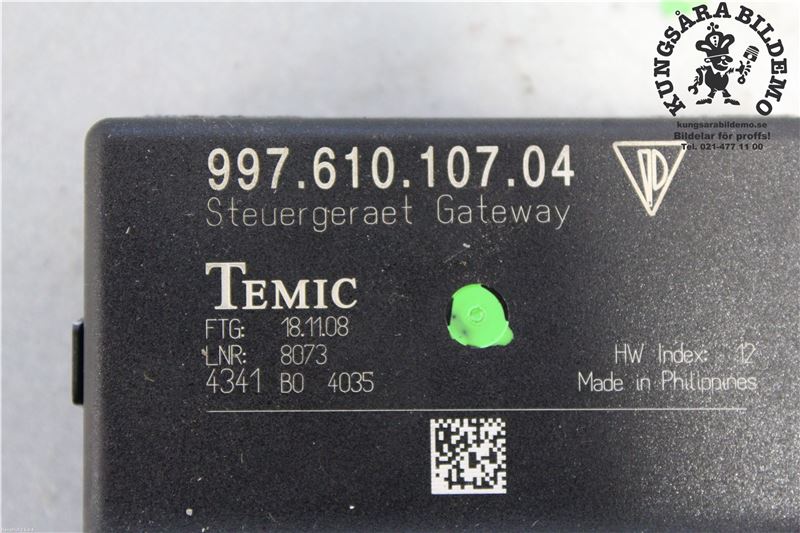 KUNGSÅRA BILDEMO
kungsarabildemo.se
Bildelar för proffs!
Tel. 021-477 11 00
997.610.107.04
Steuergeraet Gateway
TEMIC
FTG: 18.11.08
LNR: 8073
4341 B0 4035
HW Index: 12
Made in Philippines